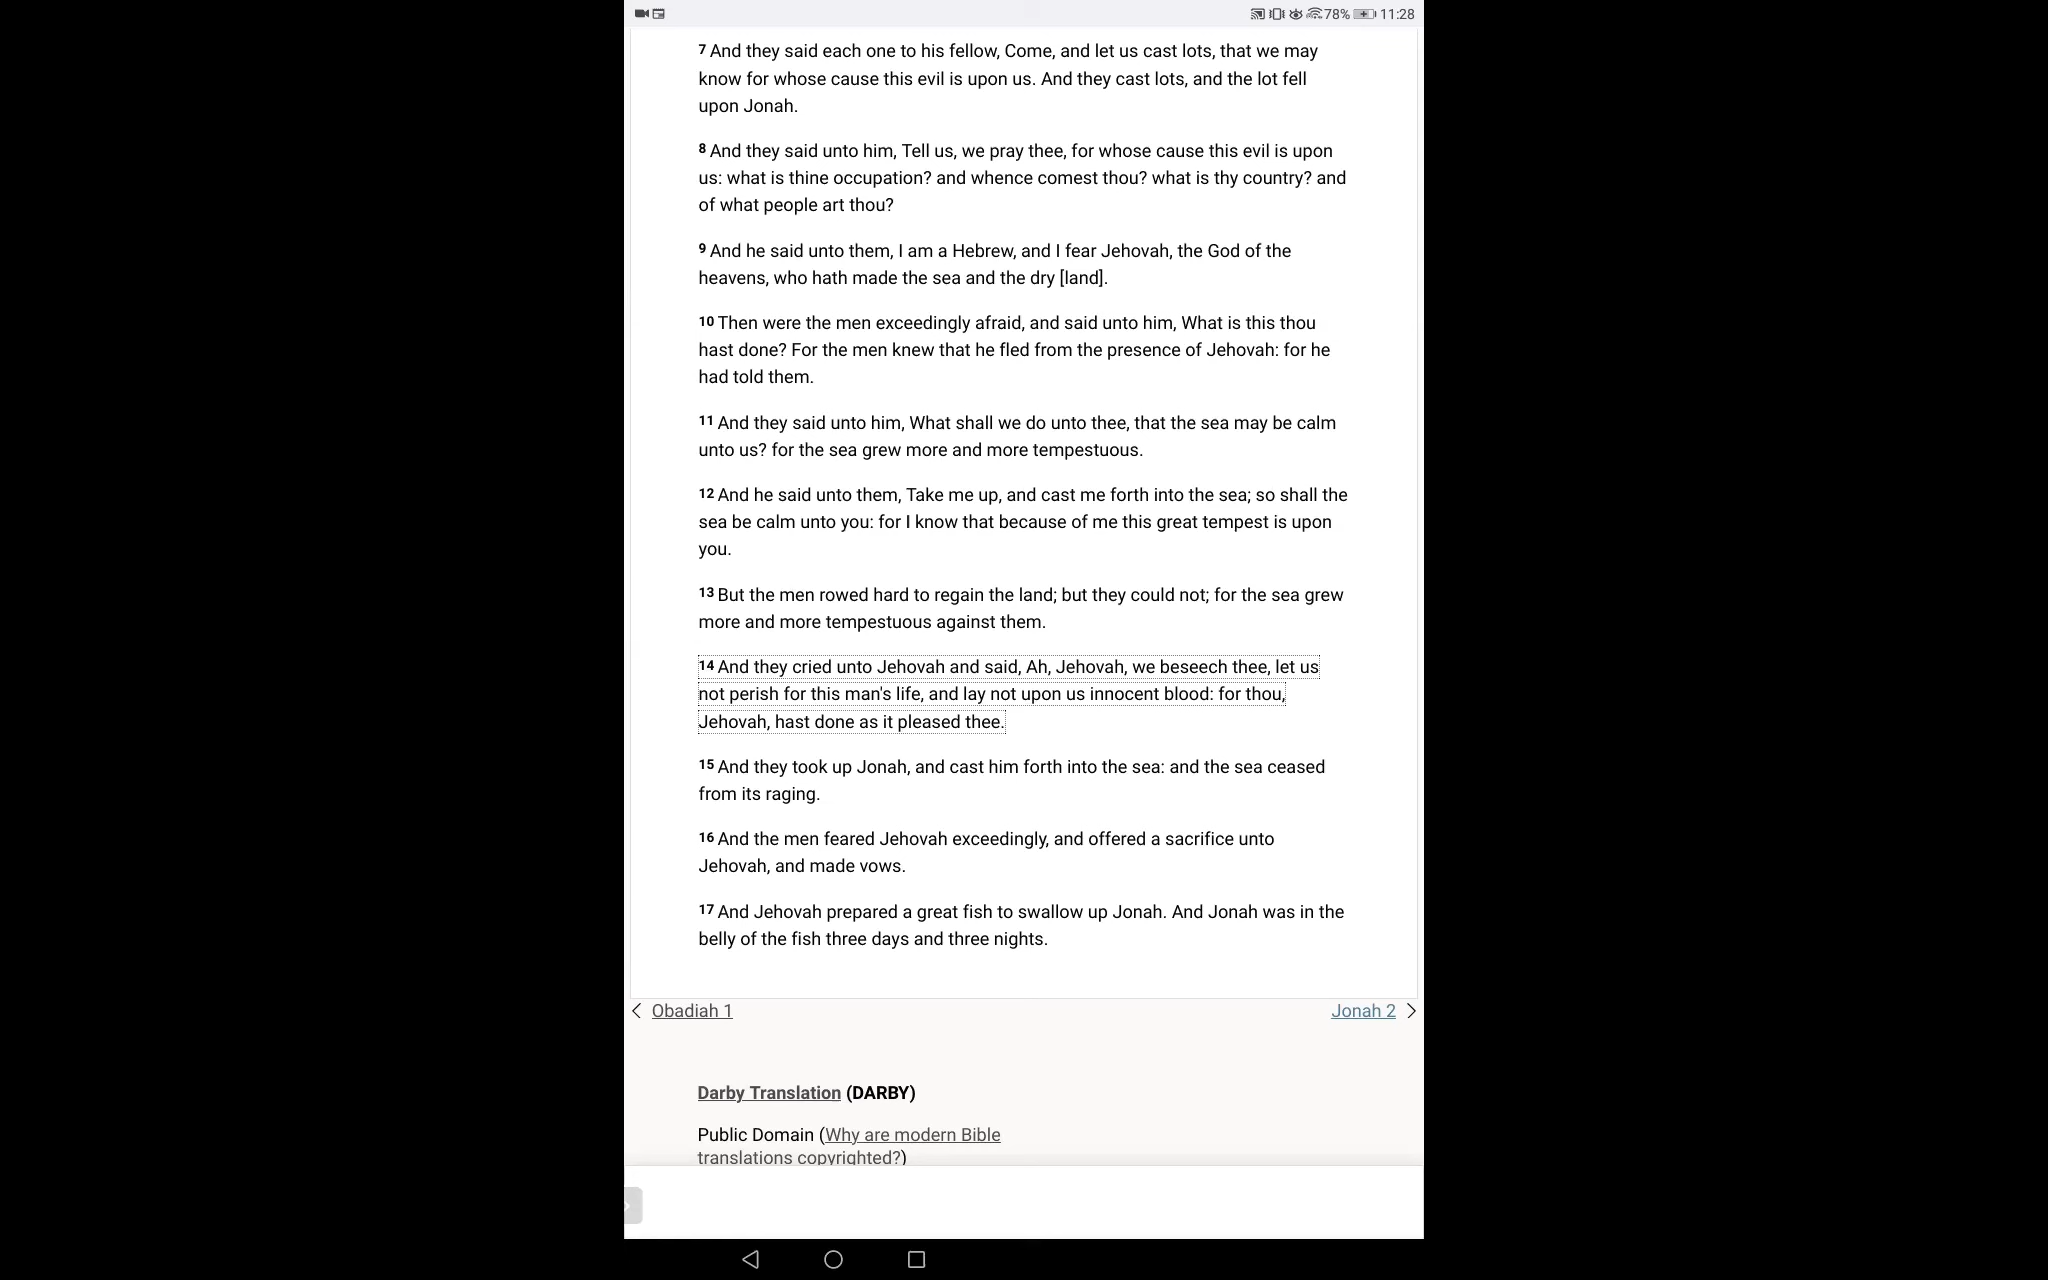 78% 11:28
7 And they said each one to his fellow, Come, and let us cast lots, that we may
know for whose cause this evil is upon us. And they cast lots, and the lot fell
upon Jonah.
8 And they said unto him, Tell us, we pray thee, for whose cause this evil is upon
us: what is thine occupation? and whence comest thou? what is thy country? and
of what people art thou?
9 And he said unto them, I am a Hebrew, and I fear Jehovah, the God of the
heavens, who hath made the sea and the dry [land].
10 Then were the men exceedingly afraid, and said unto him, What is this thou
hast done? For the men knew that he fled from the presence of Jehovah: for he
had told them.
11 And they said unto him, What shall we do unto thee, that the sea may be calm
unto us? for the sea grew more and more tempestuous.
12 And he said unto them, Take me up, and cast me forth into the sea; so shall the
sea be calm unto you: for I know that because of me this great tempest is upon
you.
13 But the men rowed hard to regain the land; but they could not; for the sea grew
more and more tempestuous against them.
14 And they cried unto Jehovah and said, Ah, Jehovah, we beseech thee, let us
not perish for this man's life, and lay not upon us innocent blood: for thou,
Jehovah, hast done as it pleased thee.
15 And they took up Jonah, and cast him forth into the sea: and the sea ceased
from its raging.
16 And the men feared Jehovah exceedingly, and offered a sacrifice unto
Jehovah, and made vows.
17 And Jehovah prepared a great fish to swallow up Jonah. And Jonah was in the
belly of the fish three days and three nights.
Obadiah 1 Jonah 2
Darby Translation (DARBY)
Public Domain (Why are modern Bible
translations copyrighted?)